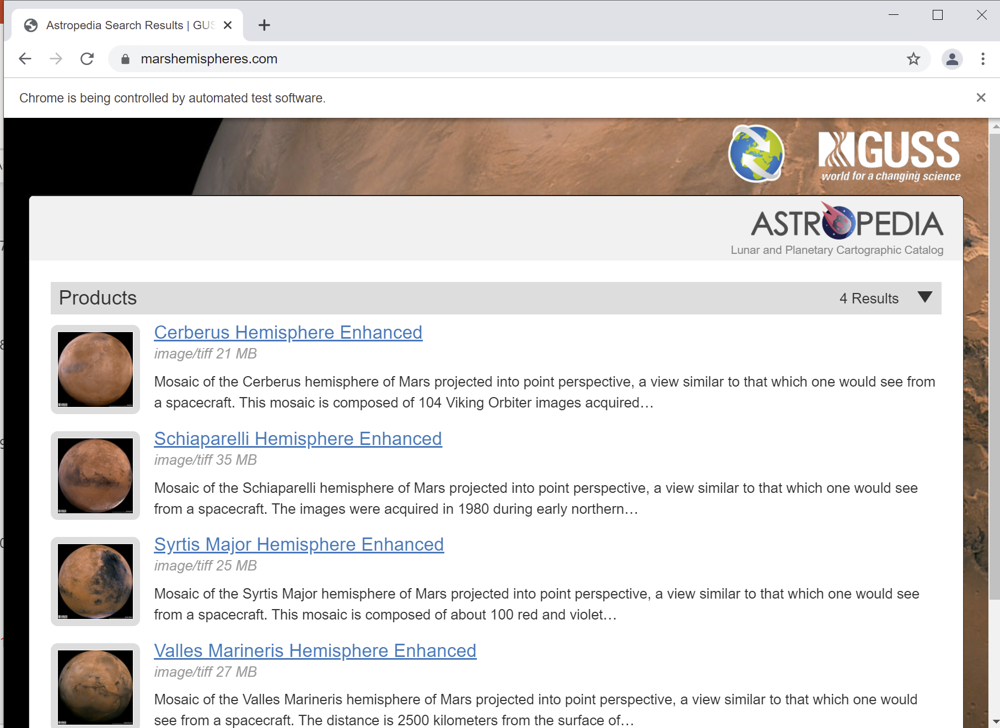 Astropedia Search Results | GUS
marshemispheres.com
Chrome is being controlled by automated test software.
GUSS
world for a changing science
ASTROPEDIA
Lunar and Planetary Cartographic Catalog
Products
4 Results
Cerberus Hemisphere Enhanced
image/tiff 21 MB
Mosaic of the Cerberus hemisphere of Mars projected into point perspective, a view similar to that which one would see from
a spacecraft. This mosaic is composed of 104 Viking Orbiter images acquired…
Schiaparelli Hemisphere Enhanced
image/tiff 35 MB
Mosaic of the Schiaparelli hemisphere of Mars projected into point perspective, a view similar to that which one would see
from a spacecraft. The images were acquired in 1980 during early northern…
Syrtis Major Hemisphere Enhanced
image/tiff 25 MB
Mosaic of the Syrtis Major hemisphere of Mars projected into point perspective, a view similar to that which one would see
from a spacecraft. This mosaic is composed of about 100 red and violet…
Valles Marineris Hemisphere Enhanced
image/tiff 27 MB
Mosaic of the Valles Marineris hemisphere of Mars projected into point perspective, a view similar to that which one would
see from a spacecraft. The distance is 2500 kilometers from the surface of…